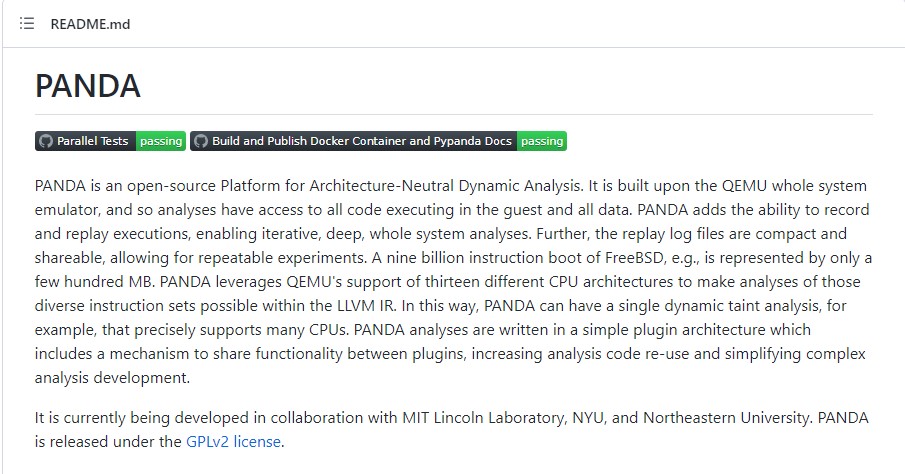 README.md
PANDA
Parallel Tests passing Build and Publish Docker Container and Pypanda Docs passing
PANDA is an open-source Platform for Architecture-Neutral Dynamic Analysis. It is built upon the QEMU whole system
emulator, and so analyses have access to all code executing in the guest and all data. PANDA adds the ability to record
and replay executions, enabling iterative, deep, whole system analyses. Further, the replay log files are compact and
shareable, allowing for repeatable experiments. A nine billion instruction boot of FreeBSD, e.g., is represented by only a
few hundred MB. PANDA leverages QEMU's support of thirteen different CPU architectures to make analyses of those
diverse instruction sets possible within the LLVM IR. In this way, PANDA can have a single dynamic taint analysis, for
example, that precisely supports many CPUs. PANDA analyses are written in a simple plugin architecture which
includes a mechanism to share functionality between plugins, increasing analysis code re-use and simplifying complex
analysis development.
It is currently being developed in collaboration with MIT Lincoln Laboratory, NYU, and Northeastern University. PANDA
is released under the GPLv2 license.